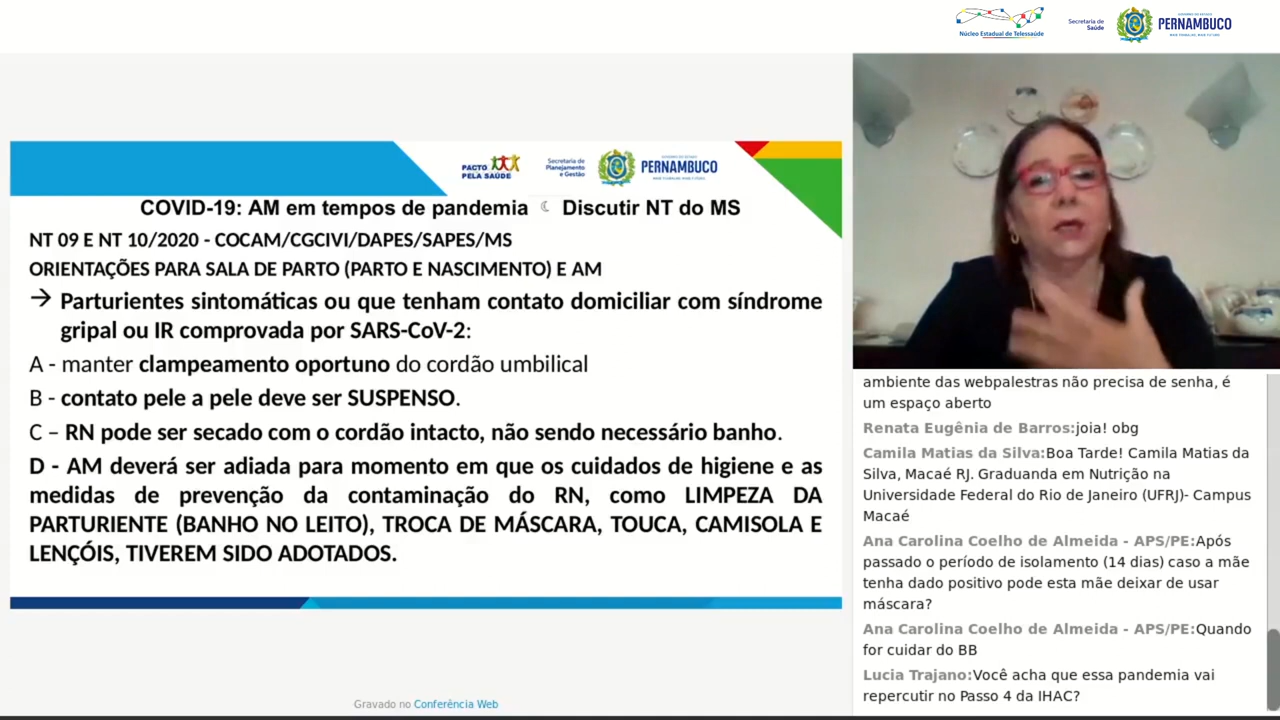 Núcleo Estadual de Telessaúde
Secretaria de
Saúde
PERNAMBUCO
PACTO
PELA SAÚDE
Secretaria de
Planejamento
e Gestão
PERNAMBUCO
COVID-19: AM em tempos de pandemia ☾ Discutir NT do MS
NT 09 E NT 10/2020 - COCAM/CGCIVI/DAPES/SAPES/MS
ORIENTAÇÕES PARA SALA DE PARTO (PARTO E NASCIMENTO) E AM
→ Parturientes sintomáticas ou que tenham contato domiciliar com síndrome
gripal ou IR comprovada por SARS-CoV-2:
A - manter clampeamento oportuno do cordão umbilical
B - contato pele a pele deve ser SUSPENSO.
C – RN pode ser secado com o cordão intacto, não sendo necessário banho.
D - AM deverá ser adiada para momento em que os cuidados de higiene e as
medidas de prevenção da contaminação do RN, como LIMPEZA DA
PARTURIENTE (BANHO NO LEITO), TROCA DE MÁSCARA, TOUCA, CAMISOLA E
LENÇÓIS, TIVEREM SIDO ADOTADOS.
Gravado no Conferência Web
ambiente das webpalestras não precisa de senha, é
um espaço aberto
Renata Eugênia de Barros:joia! obg
Camila Matias da Silva:Boa Tarde! Camila Matias da
Silva, Macaé RJ. Graduanda em Nutrição na
Universidade Federal do Rio de Janeiro (UFRJ)- Campus
Macaé
Ana Carolina Coelho de Almeida - APS/PE:Após
passado o período de isolamento (14 dias) caso a mãe
tenha dado positivo pode esta mãe deixar de usar
máscara?
Ana Carolina Coelho de Almeida - APS/PE:Quando
for cuidar do BB
Lucia Trajano:Você acha que essa pandemia vai
repercutir no Passo 4 da IHAC?